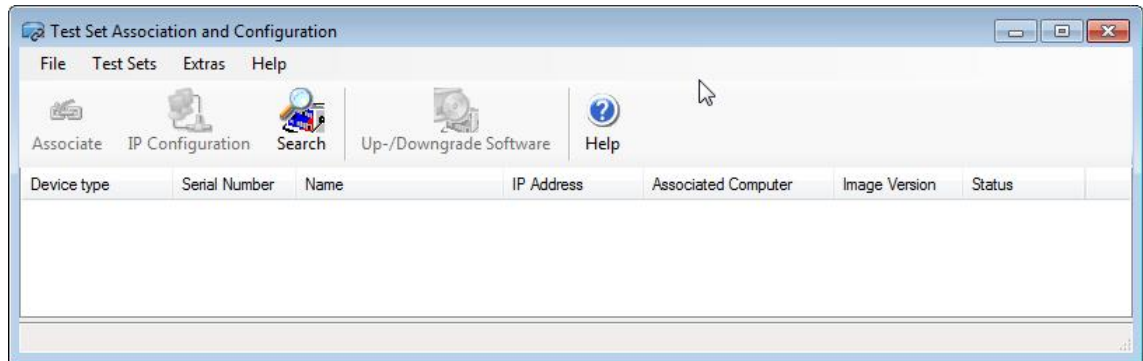 Test Set Association and Configuration
File Test Sets Extras Help
Associate IP Configuration Search Up-/Downgrade Software Help
Device type Serial Number Name IP Address Associated Computer Image Version Status